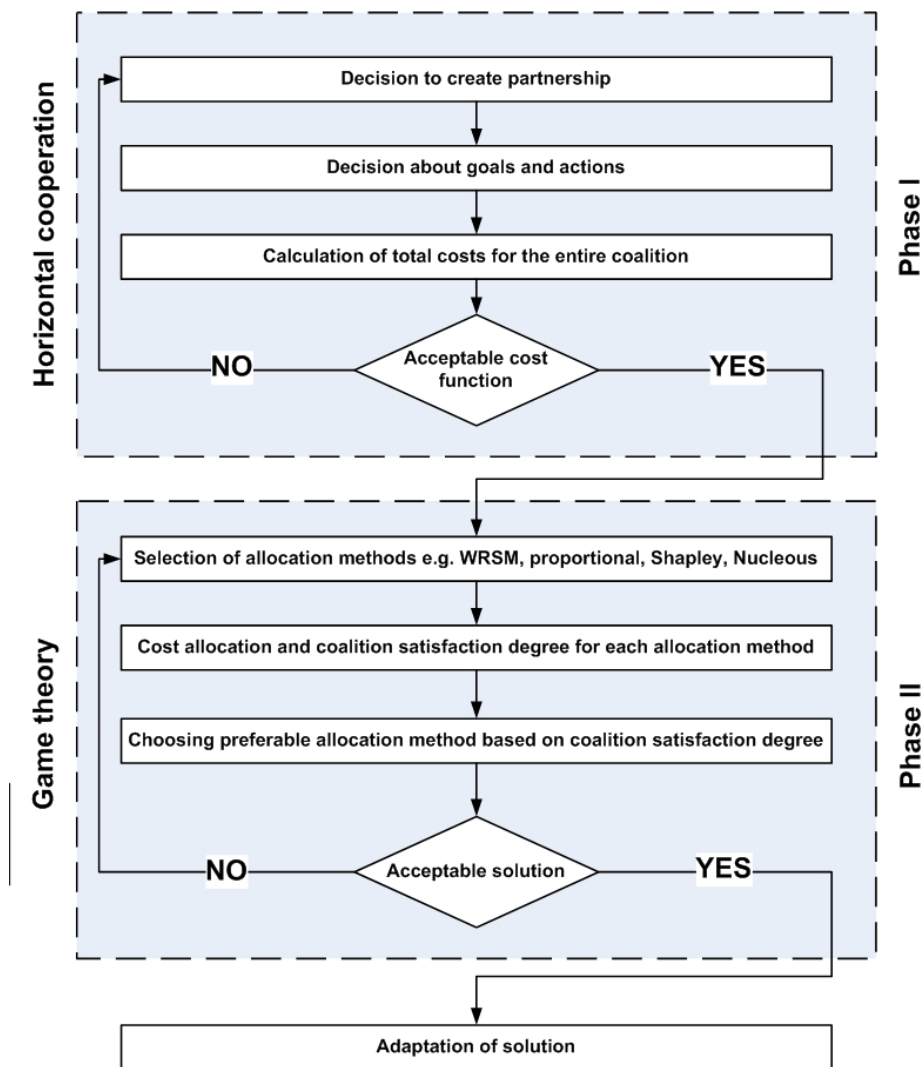 Horizontal cooperation
Phase I
Decision to create partnership
Decision about goals and actions
Calculation of total costs for the entire coalition
Acceptable cost
function
NO
YES
Game theory
Phase II
Selection of allocation methods e.g. WRSM, proportional, Shapley, Nucleous
Cost allocation and coalition satisfaction degree for each allocation method
Choosing preferable allocation method based on coalition satisfaction degree
Acceptable solution
NO
YES
Adaptation of solution